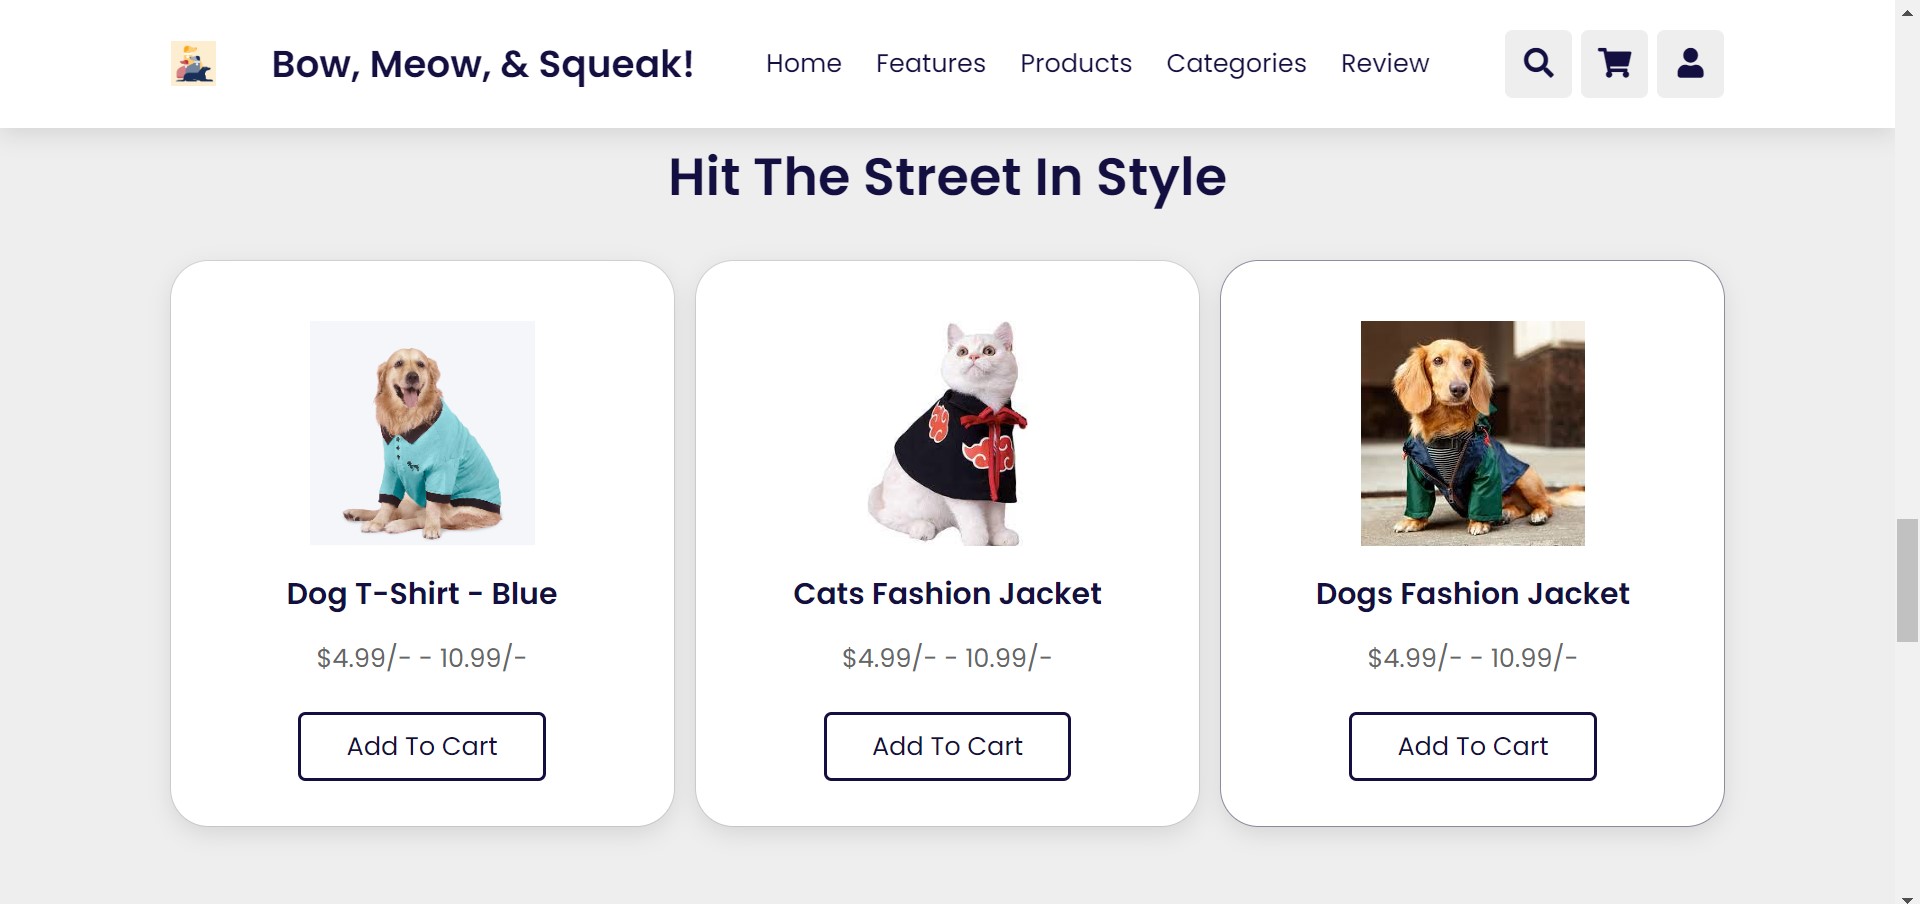 Bow, Meow, & Squeak!
Home Features Products Categories Review
Hit The Street In Style
Dog T-Shirt - Blue
$4.99/- - 10.99/-
Add To Cart
Cats Fashion Jacket
$4.99/- - 10.99/-
Add To Cart
Dogs Fashion Jacket
$4.99/- - 10.99/-
Add To Cart